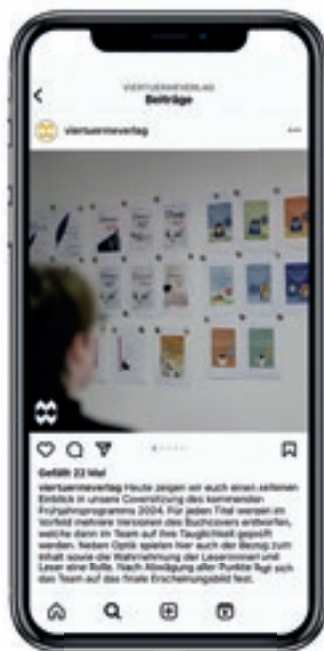 VIERTUERMEVERLAG
Beiträge
viertuermeverlag
Gefällt 22 Mal
viertuermeverlag Heute zeigen wir euch einen seltenen
Einblick in unsere Coversitzung des kommenden
Frühjahrsprogramms 2024. Für jeden Titel werden im
Vorfeld mehrere Versionen des Buchcovers entworfen,
welche dann im Team auf ihre Tauglichkeit geprüft
werden. Neben Optik spielen hier auch der Bezug zum
Inhalt sowie die Wahrnehmung der Leserinnen und
Leser eine Rolle. Nach Abwägung aller Punkte legt sich
das Team auf das finale Erscheinungsbild fest.